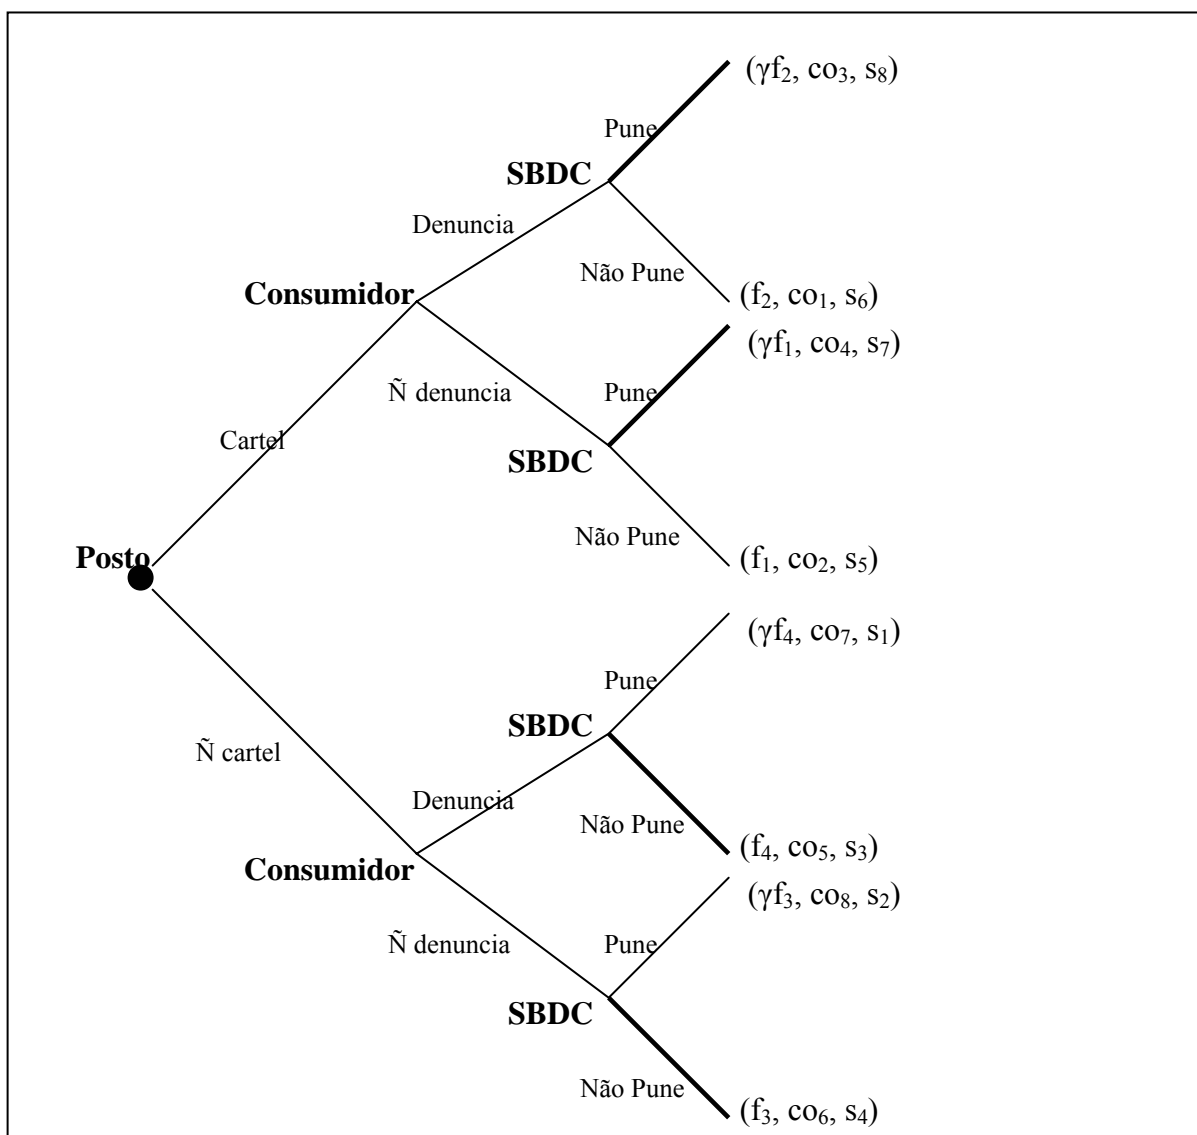 (γf₂, co₃, s₈)
Pune
SBDC
Denuncia
Não Pune
Consumidor
(f₂, co₁, s₆)
(γf₁, co₄, s₇)
Ñ denuncia
Pune
Cartel
SBDC
Não Pune
Posto
(f₁, co₂, s₅)
(γf₄, co₇, s₁)
Pune
SBDC
Ñ cartel
Denuncia
Não Pune
(f₄, co₅, s₃)
Consumidor
(γf₃, co₈, s₂)
Ñ denuncia
Pune
SBDC
Não Pune
(f₃, co₆, s₄)